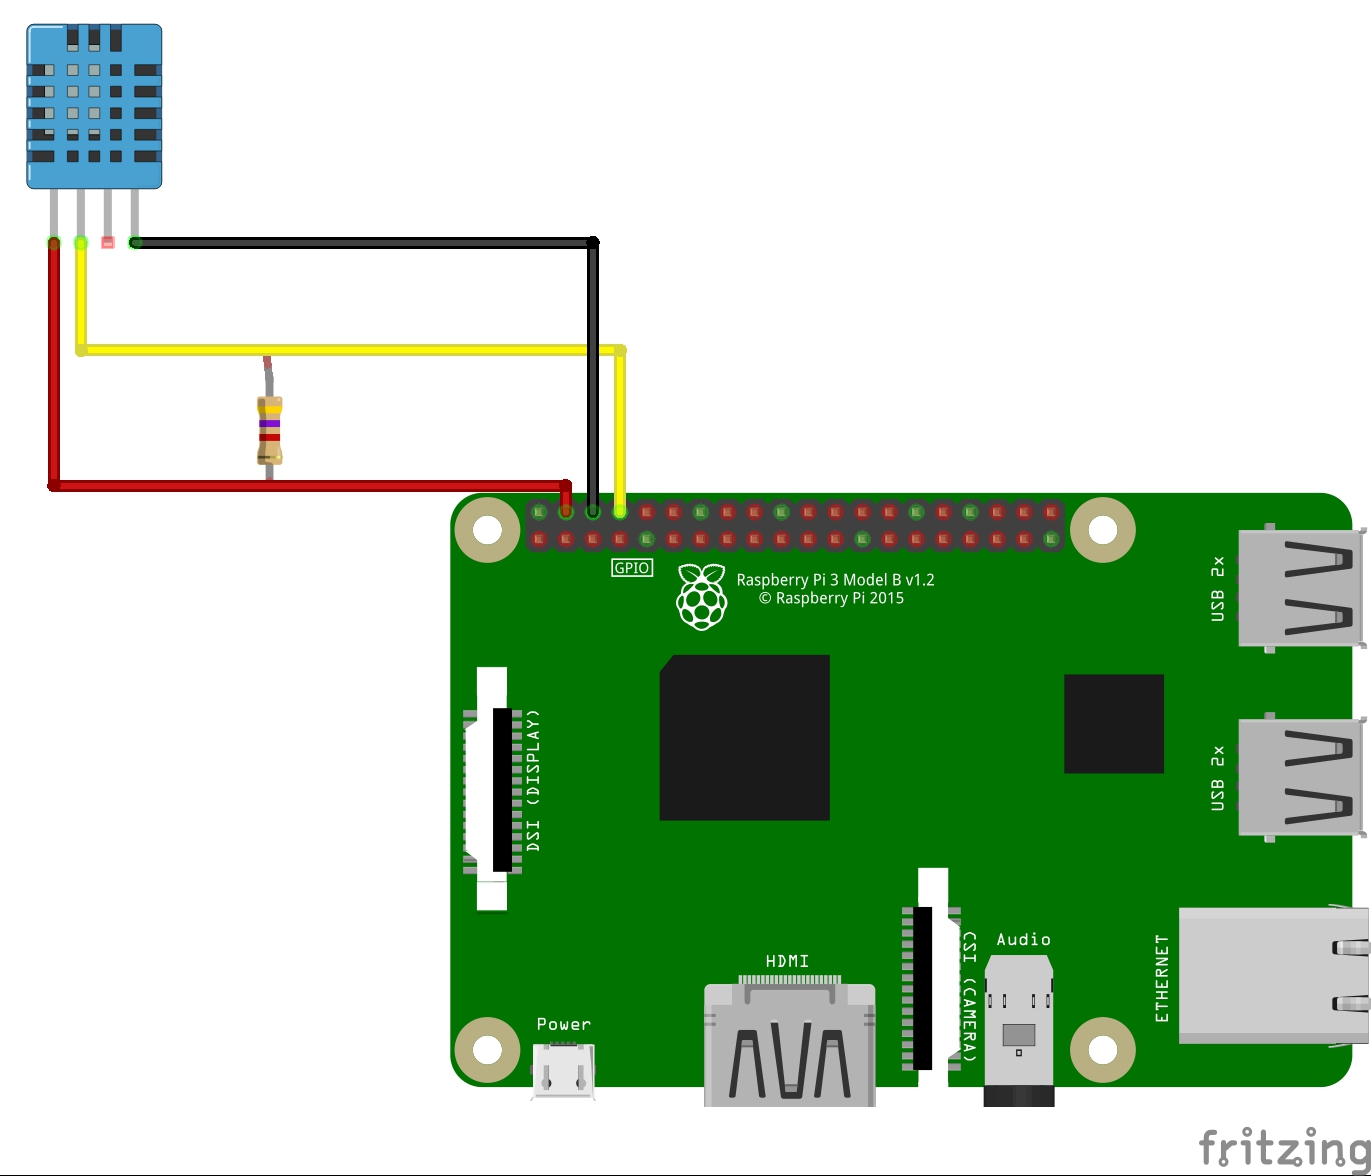 GPIO
Raspberry Pi 3 Model B v1.2
© Raspberry Pi 2015
USB 2x
DSI (DISPLAY)
USB 2x
HDMI
CSI (CAMERA)
Audio
ETHERNET
Power
fritzing